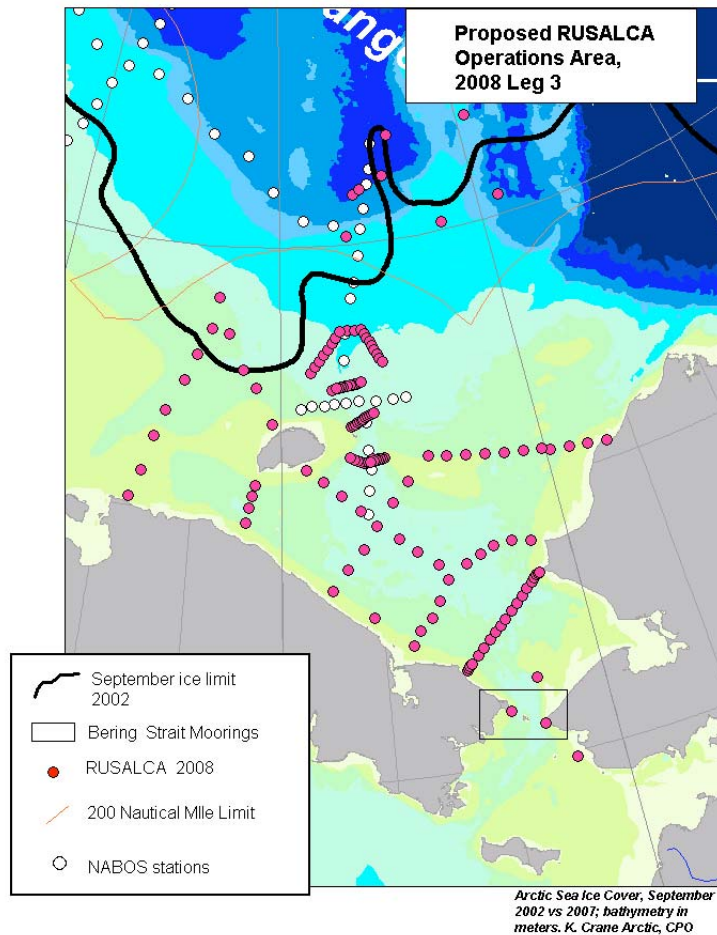 ange
Proposed RUSALCA
Operations Area,
2008 Leg 3
September ice limit
2002
Bering Strait Moorings
RUSALCA 2008
200 Nautical MIle Limit
NABOS stations
Arctic Sea Ice Cover, September
2002 vs 2007; bathymetry in
meters. K. Crane Arctic, CPO